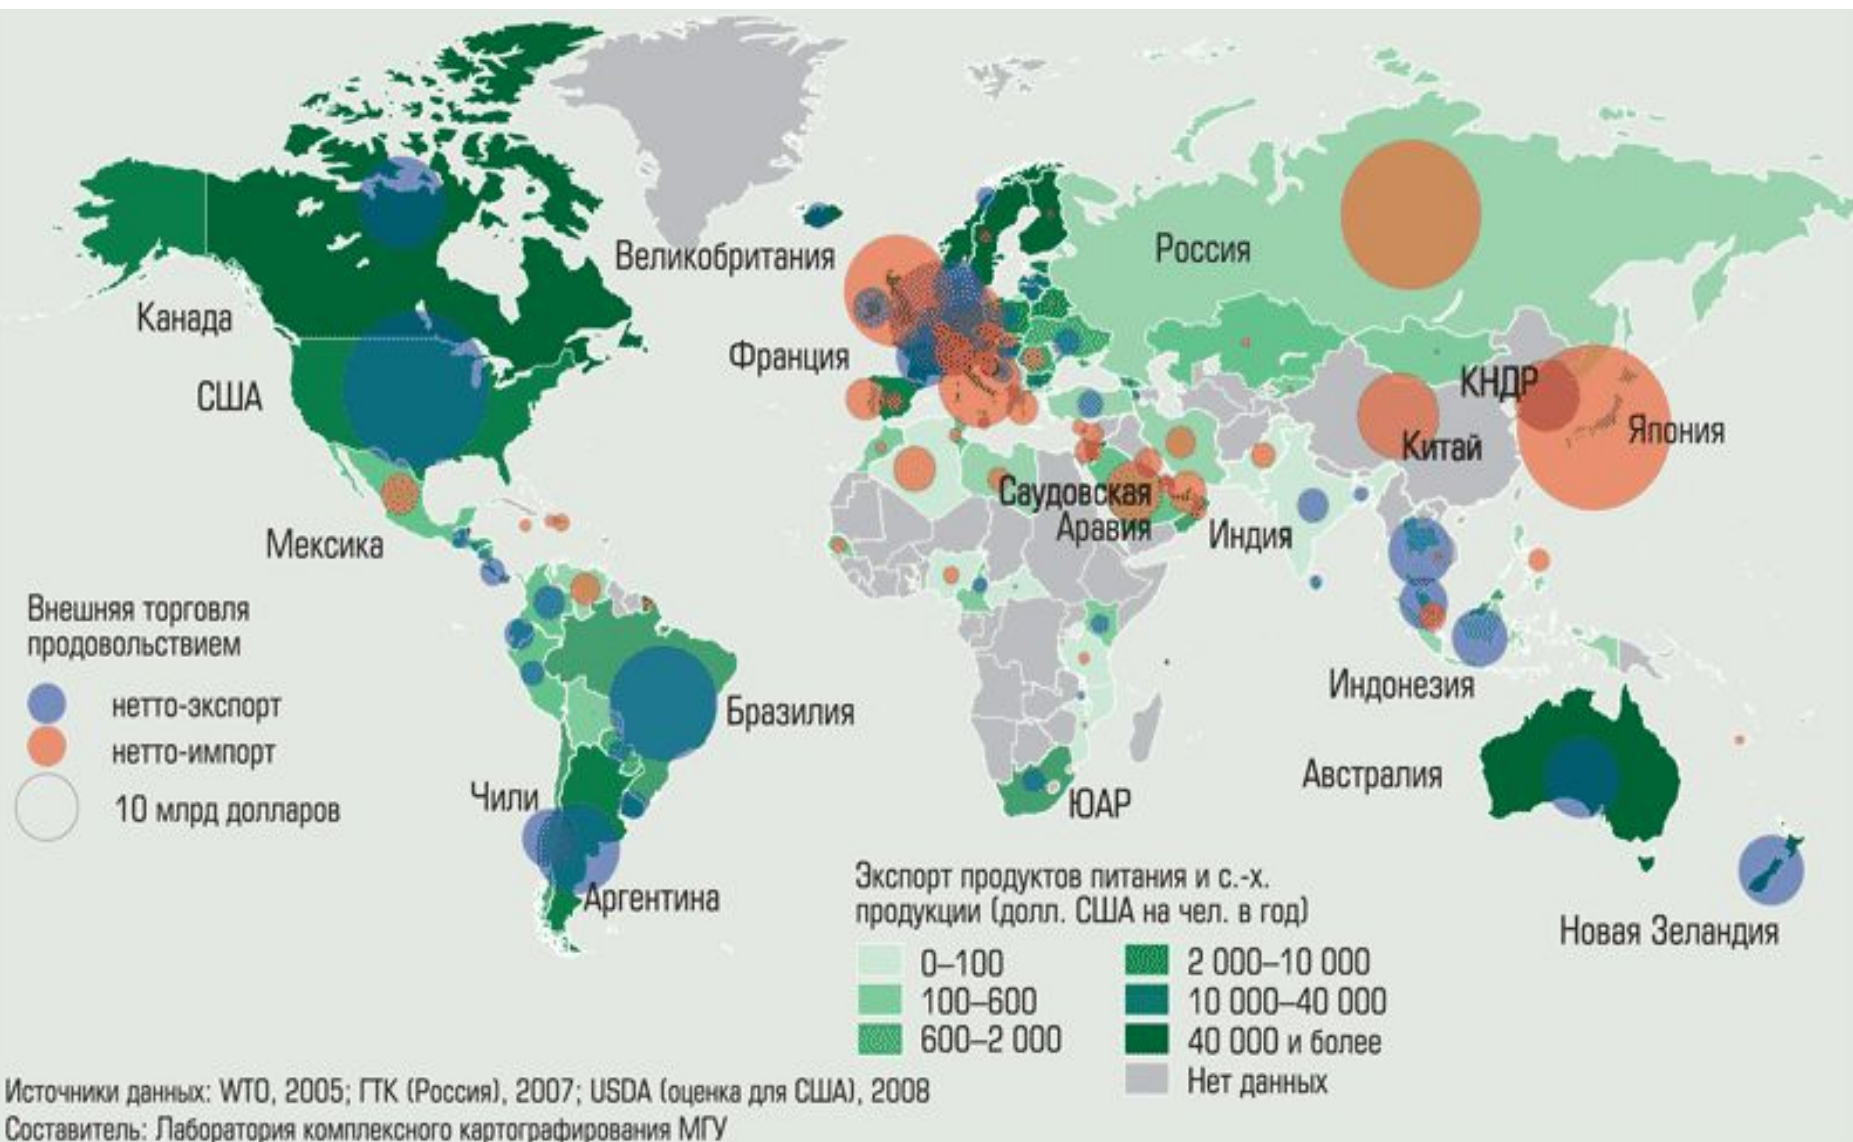 Великобритания
Россия
Канада
Франция
США
КНДР
Япония
Китай
Саудовская
Аравия
Индия
Мексика
Внешняя торговля
продовольствием
нетто-экспорт
нетто-импорт
10 млрд долларов
Индонезия
Бразилия
Австралия
Чили
ЮАР
Аргентина
Новая Зеландия
Экспорт продуктов питания и с.-х.
продукции (долл. США на чел. в год)
0–100
100–600
600–2 000
2 000–10 000
10 000–40 000
40 000 и более
Нет данных
Источники данных: WTO, 2005; ГТК (Россия), 2007; USDA (оценка для США), 2008
Составитель: Лаборатория комплексного картографирования МГУ